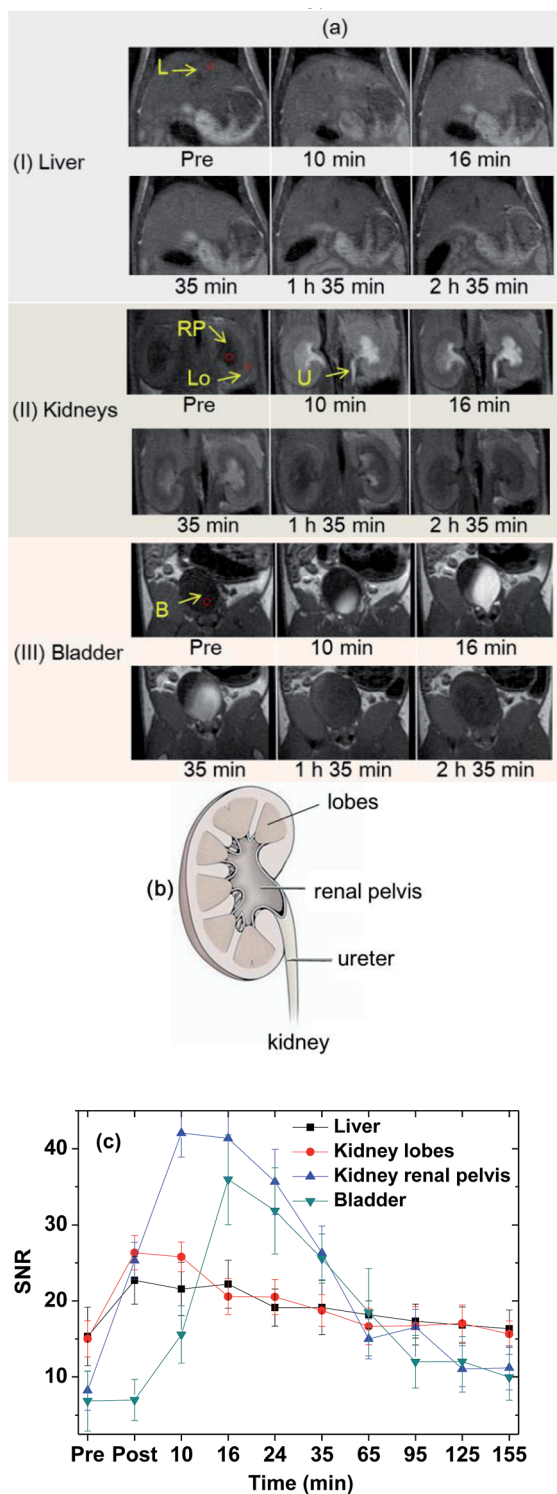 (a)
L
(I) Liver
Pre 10 min 16 min
35 min 1 h 35 min 2 h 35 min
RP
Lo U
(II) Kidneys
Pre 10 min 16 min
35 min 1 h 35 min 2 h 35 min
B
(III) Bladder
Pre 10 min 16 min
35 min 1 h 35 min 2 h 35 min
lobes
(b) renal pelvis
ureter
kidney
(c)
Liver
Kidney lobes
Kidney renal pelvis
Bladder
SNR
40
30
20
10
Pre Post 10 16 24 35 65 95 125 155
Time (min)